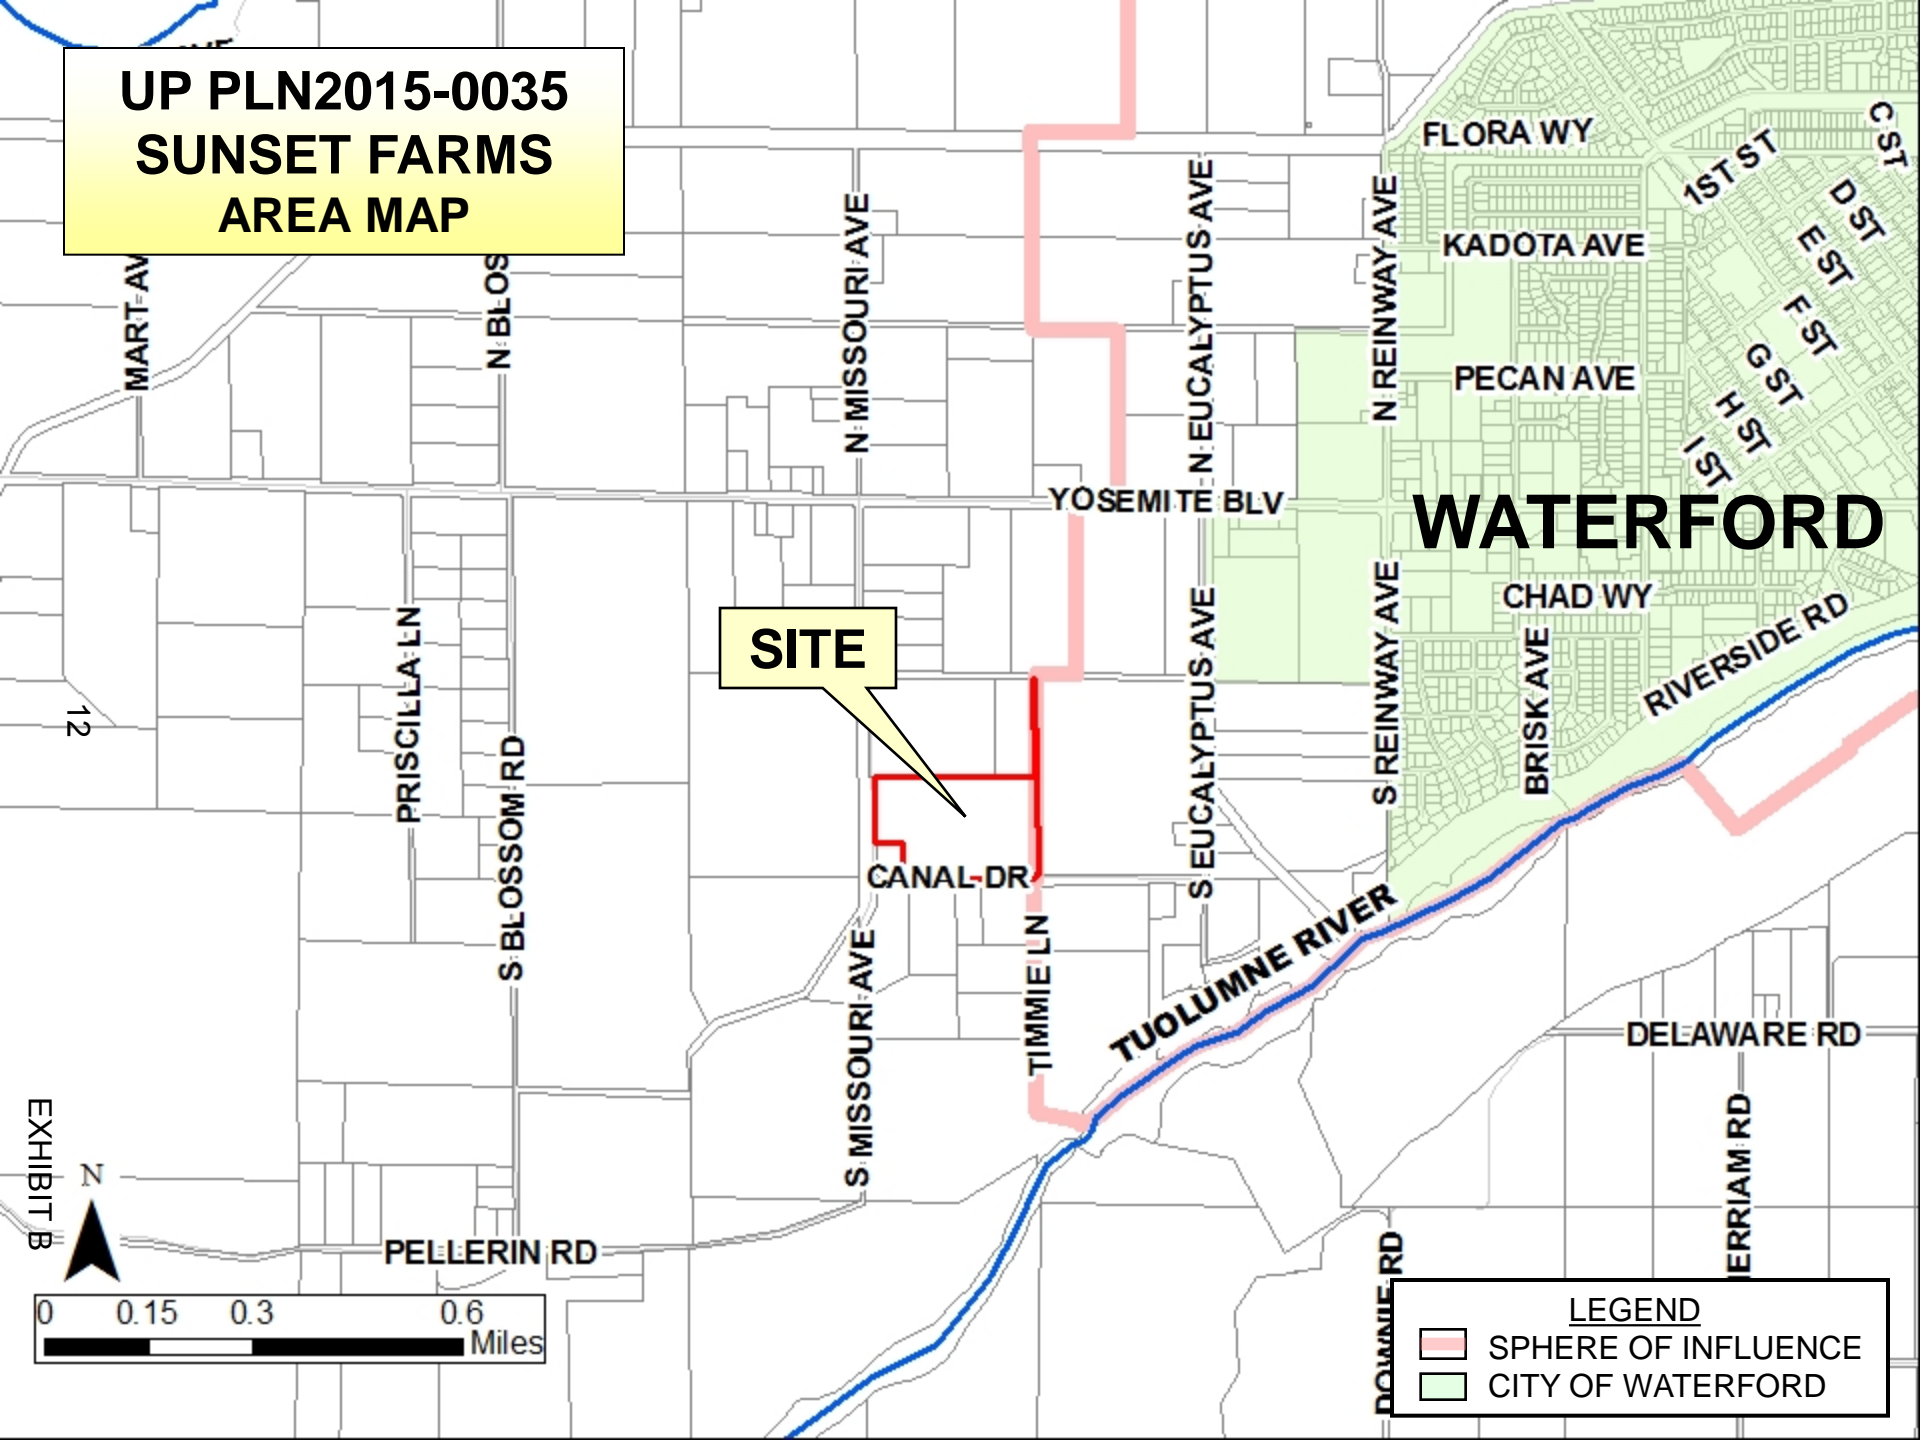 UP PLN2015-0035
SUNSET FARMS
AREA MAP
FLORA WY
C ST
1ST ST
D ST
KADOTA AVE
E ST
F ST
PECAN AVE
G ST
H ST
I ST
N REINWAY AVE
N EUCALYPTUS AVE
N MISSOURI AVE
YOSEMITE BLV
WATERFORD
CHAD WY
RIVERSIDE RD
BRISK AVE
S REINWAY AVE
S EUCALYPTUS AVE
SITE
PRISCILLA LN
S BLOSSOM RD
12
CANAL DR
TIMMIE LN
S MISSOURI AVE
TUOLUMNE RIVER
DELAWARE RD
PELLERIN RD
EXHIBIT B
N
0 0.15 0.3 0.6
Miles
LEGEND
SPHERE OF INFLUENCE
CITY OF WATERFORD